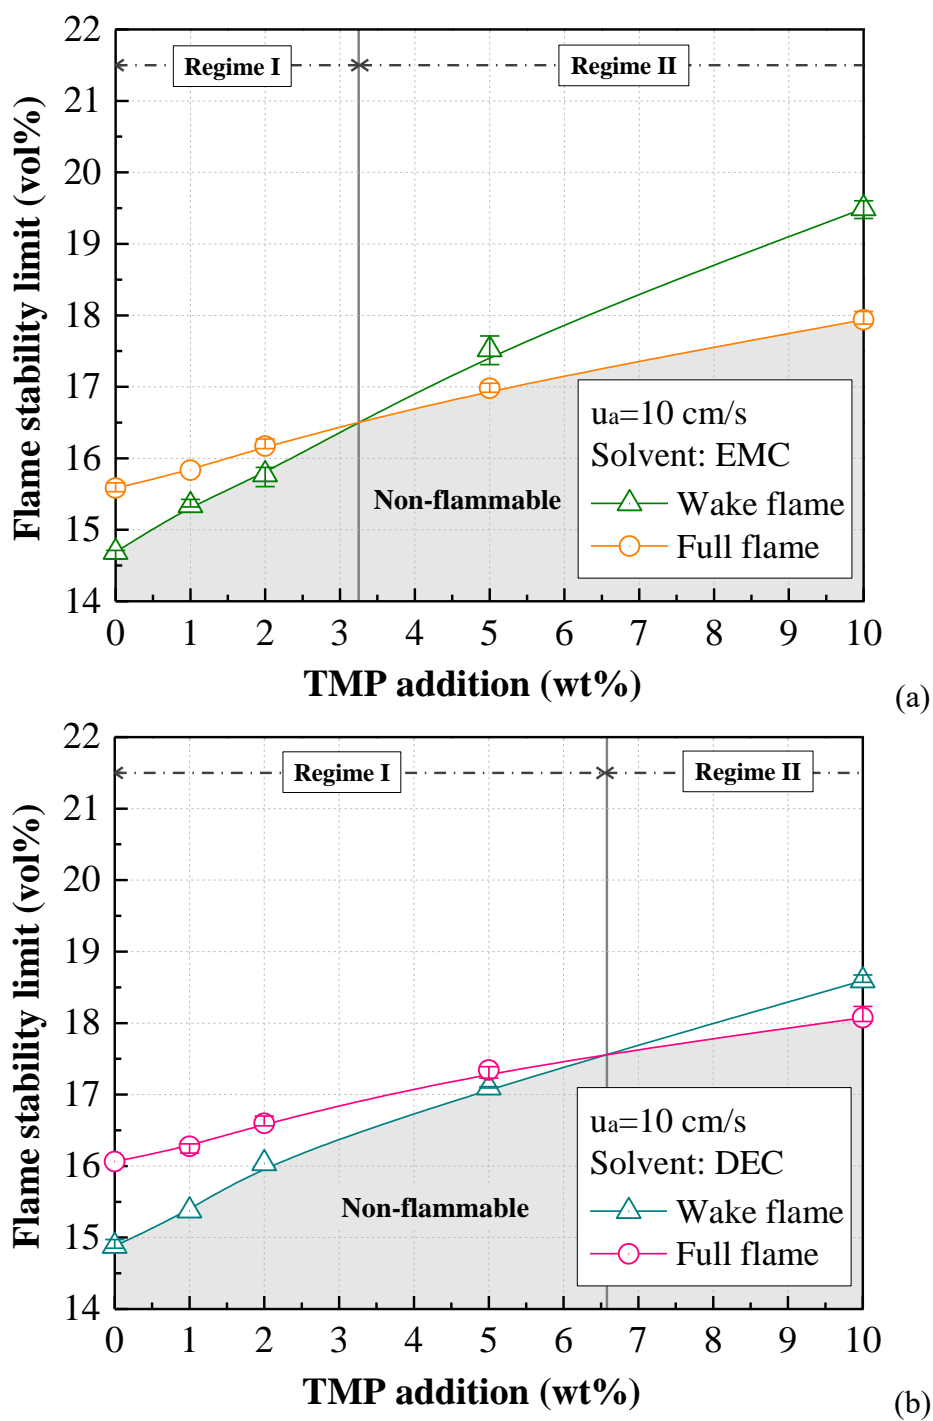 22
21
20
19
18
17
16
15
14
Flame stability limit (vol%)
Regime I
Regime II
Non-flammable
ua=10 cm/s
Solvent: EMC
Wake flame
Full flame
0 1 2 3 4 5 6 7 8 9 10
TMP addition (wt%)
(a)
22
21
20
19
18
17
16
15
14
Flame stability limit (vol%)
Regime I
Regime II
Non-flammable
ua=10 cm/s
Solvent: DEC
Wake flame
Full flame
0 1 2 3 4 5 6 7 8 9 10
TMP addition (wt%)
(b)